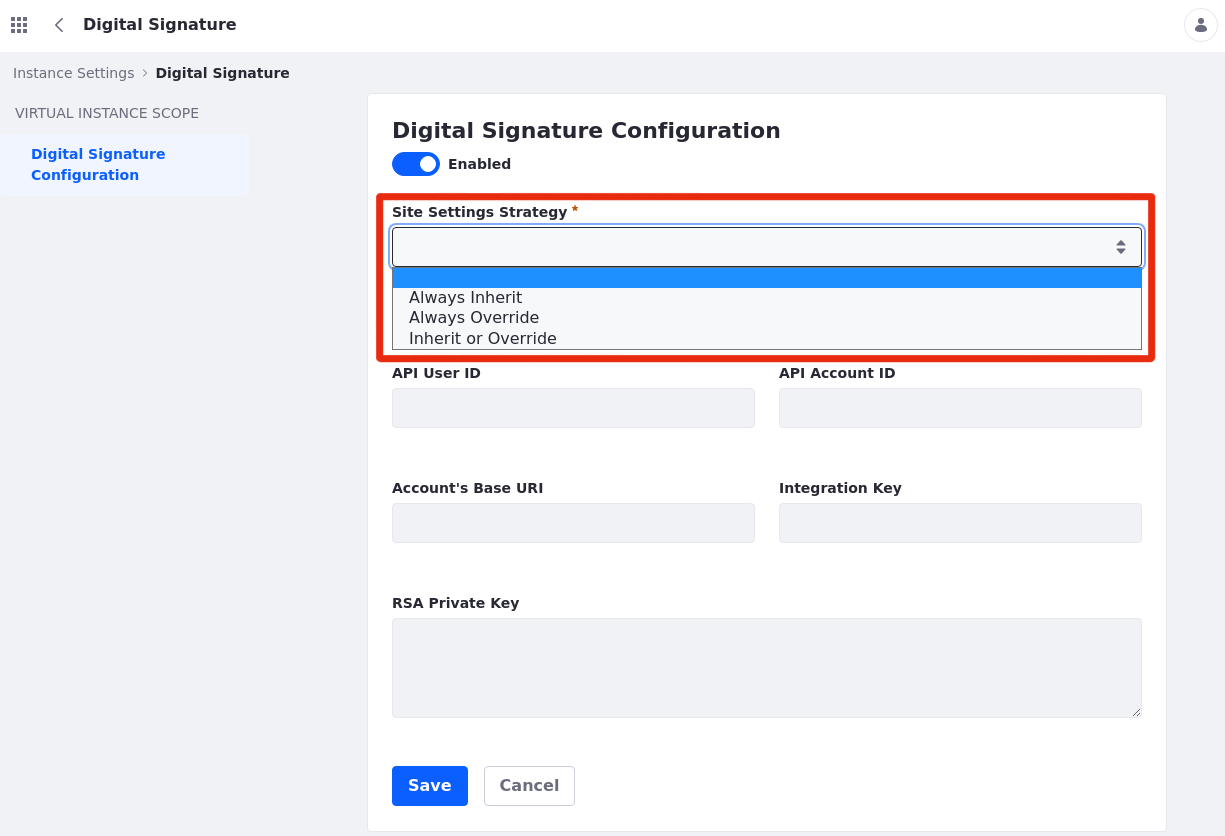 Digital Signature
Instance Settings › Digital Signature
VIRTUAL INSTANCE SCOPE
Digital Signature
Configuration
Digital Signature Configuration
Enabled
Site Settings Strategy *
Always Inherit
Always Override
Inherit or Override
API User ID
API Account ID
Account's Base URI
Integration Key
RSA Private Key
Save
Cancel